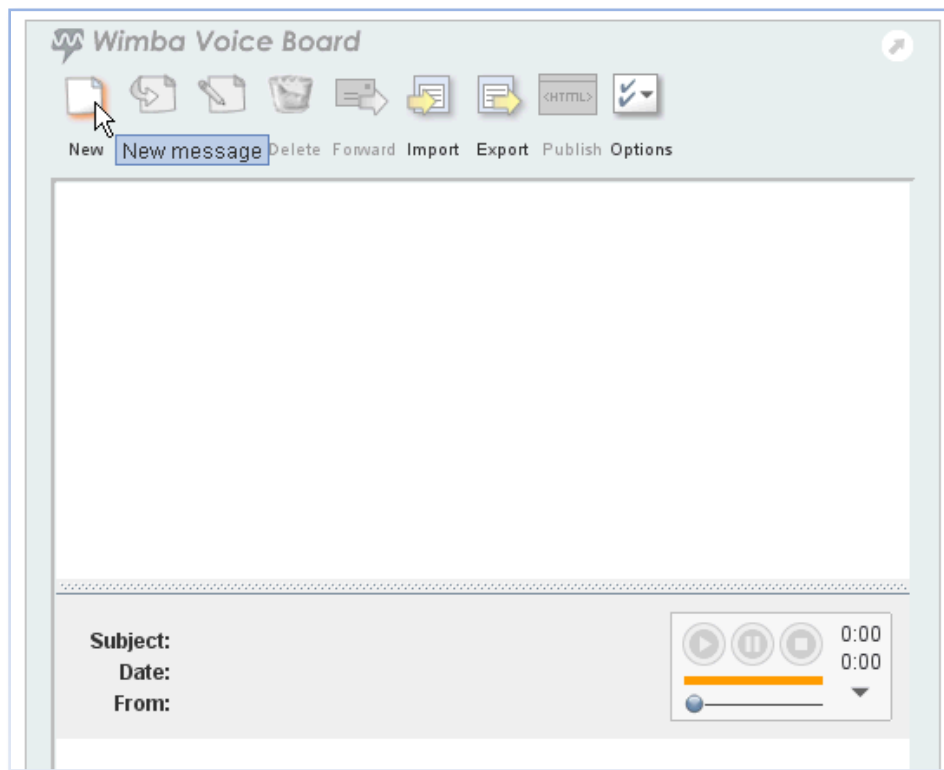 Wimba Voice Board
<HTML>
New New message Delete Forward Import Export Publish Options
0:00
Subject:
0:00
Date:
From: